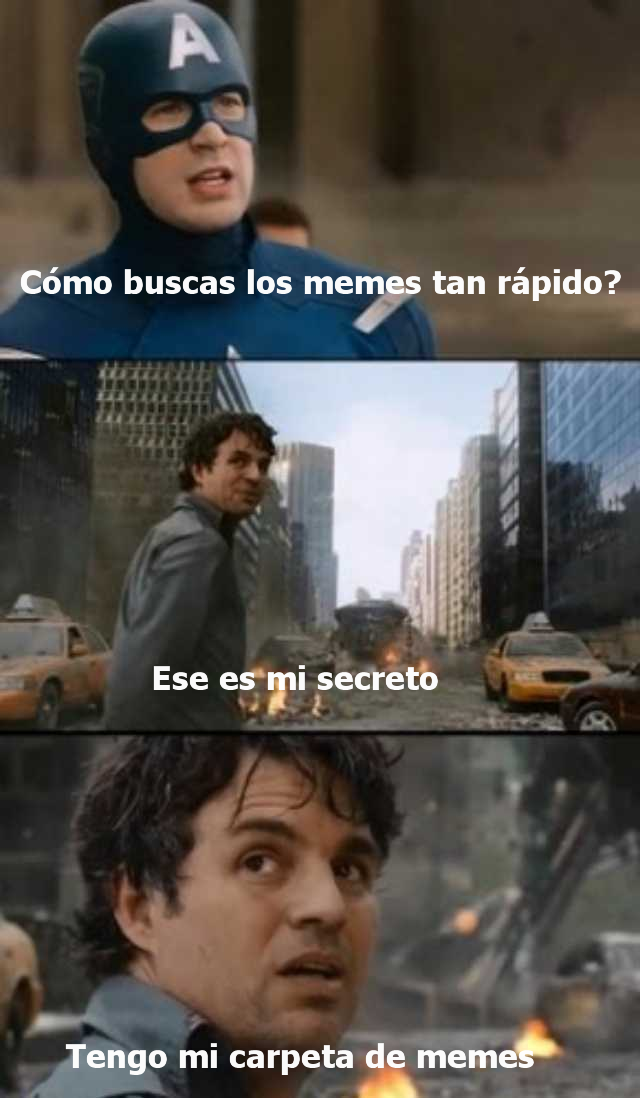 A
Cómo buscas los memes tan rápido?
Ese es mi secreto
Tengo mi carpeta de memes